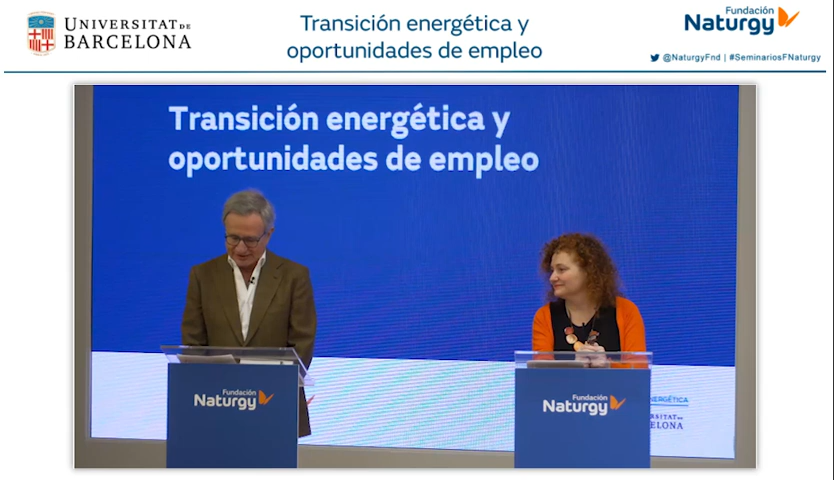 UNIVERSITAT DE
BARCELONA
Transición energética y
oportunidades de empleo
Fundación
Naturgy
@NaturgyFnd | #SeminariosFNaturgy
Transición energética y
oportunidades de empleo
Fundación
Naturgy
Fundación
Naturgy